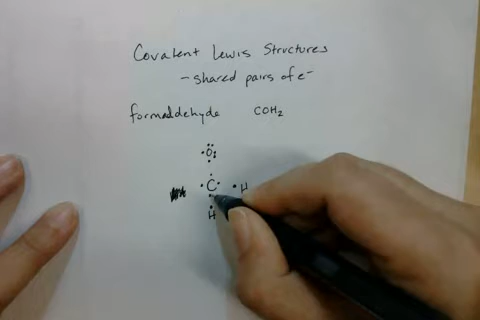 Covalent Lewis Structures
- shared pairs of e-
formaldehyde COH₂
O
C H
H